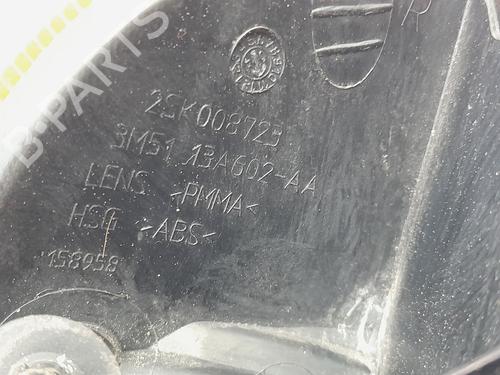 R
2SK008723
3M51 13A602-AA
LENS >PMMA<
HSG >ABS<
158958
B-PARTS